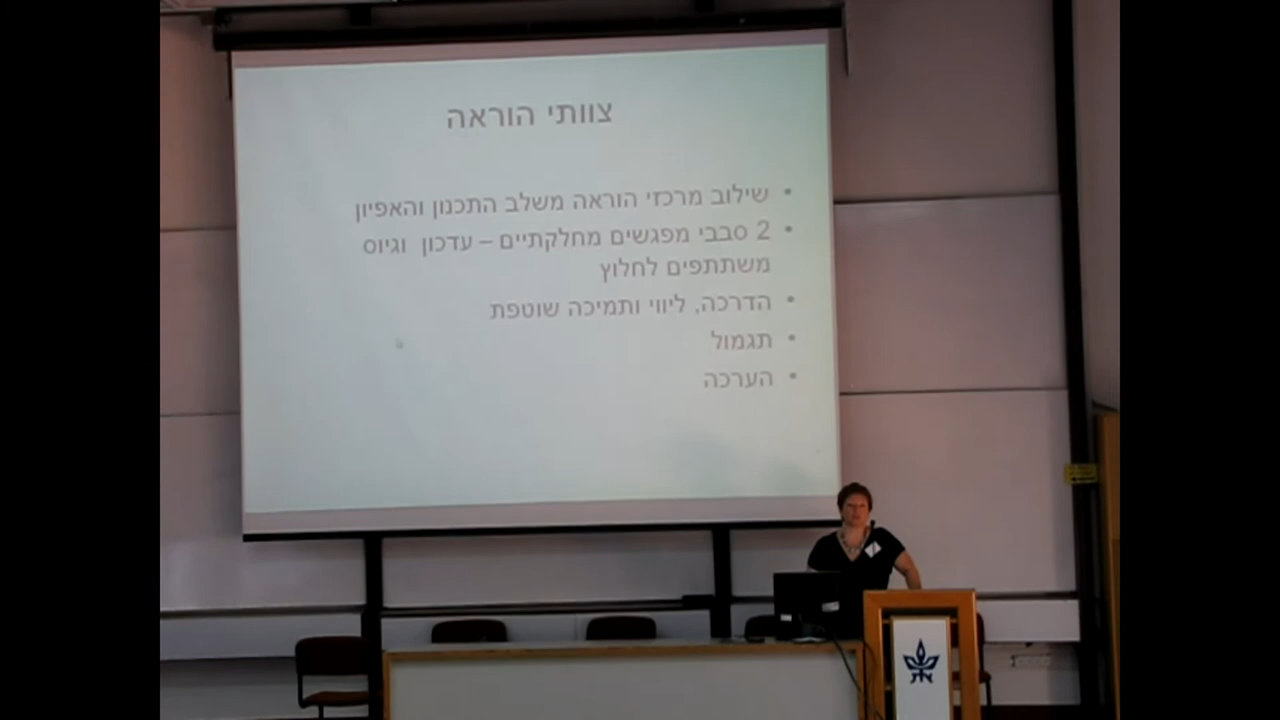 צוותי הוראה
• שילוב מרכזי הוראה משלב התכנון והאפיון
• 2 סבבי מפגשים מחלקתיים – עדכון וגיוס
משתתפים לחלוץ
• הדרכה, ליווי ותמיכה שוטפת
• תגמול
• הערכה